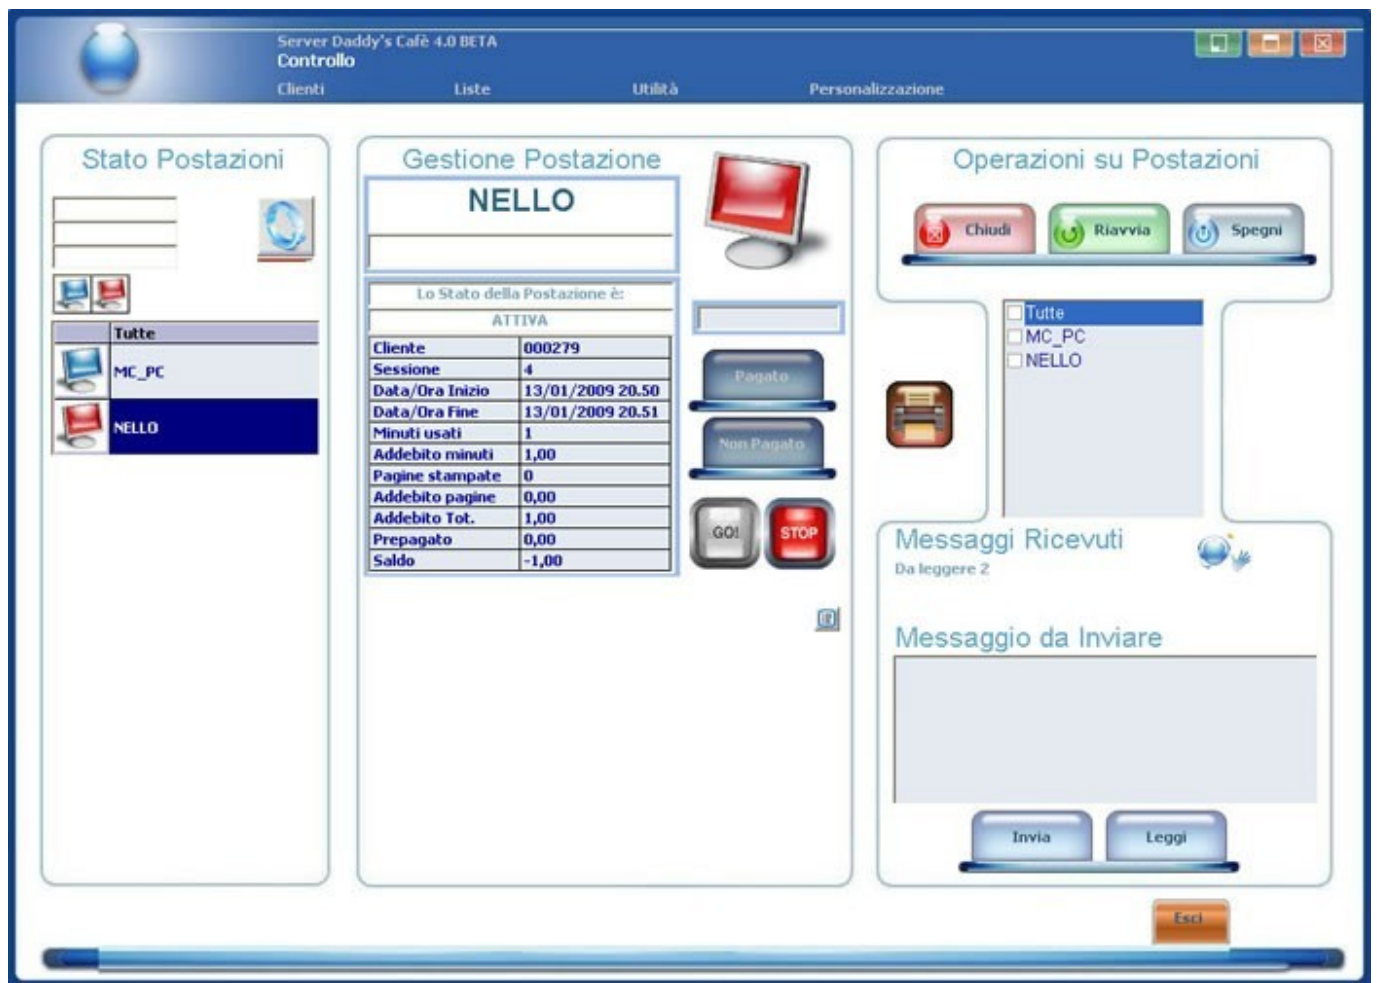 Server Daddy's Cafè 4.0 BETA
Controllo
Clienti Liste Utilità Personalizzazione
Stato Postazioni
Tutte
MC_PC
NELLO
Gestione Postazione
NELLO
Lo Stato della Postazione è:
ATTIVA
Cliente 000279
Sessione 4
Data/Ora Inizio 13/01/2009 20.50
Data/Ora Fine 13/01/2009 20.51
Minuti usati 1
Addebito minuti 1,00
Pagine stampate 0
Addebito pagine 0,00
Addebito Tot. 1,00
Prepagato 0,00
Saldo -1,00
Pagato
Non Pagato
GO! STOP
Operazioni su Postazioni
Chiudi Riavvia Spegni
Tutte
MC_PC
NELLO
Messaggi Ricevuti
Da leggere 2
Messaggio da Inviare
Invia Leggi
Esci